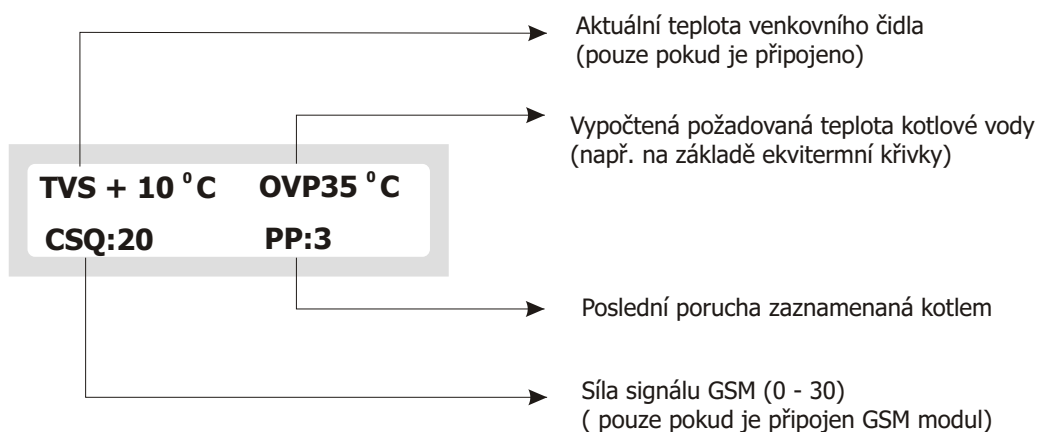 Aktuální teplota venkovního čidla
(pouze pokud je připojeno)
Vypočtená požadovaná teplota kotlové vody
(např. na základě ekvitermní křivky)
TVS + 10 ⁰C OVP35 ⁰C
CSQ:20 PP:3
Poslední porucha zaznamenaná kotlem
Síla signálu GSM (0 - 30)
( pouze pokud je připojen GSM modul)